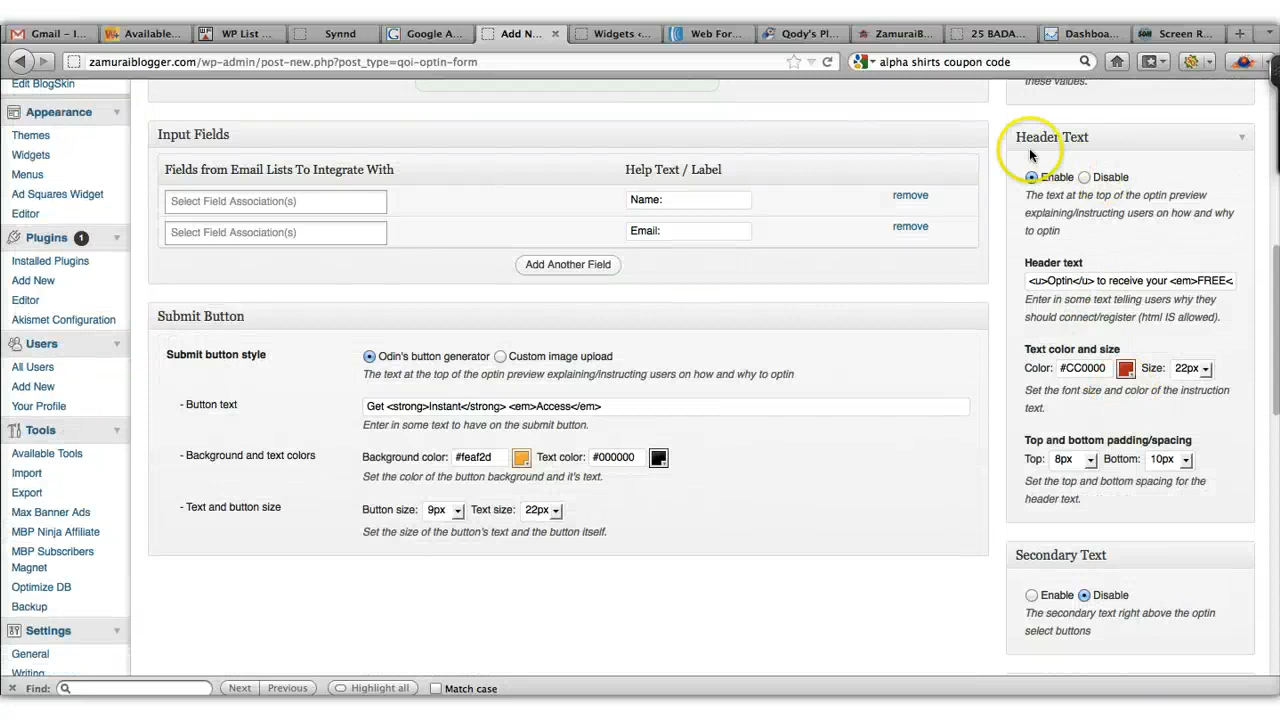 Gmail – I...
Available...
WP List ...
Synnd
Google A...
Add N...
Widgets ‹...
Web For...
Qody's Pl...
ZamuraiB...
25 BADA...
Dashboa...
Screen R...
zamuraiblogger.com/wp-admin/post-new.php?post_type=qoi-optin-form
alpha shirts coupon code
Edit BlogSkin
Appearance
Themes
Widgets
Menus
Ad Squares Widget
Editor
Plugins 1
Installed Plugins
Add New
Editor
Akismet Configuration
Users
All Users
Add New
Your Profile
Tools
Available Tools
Import
Export
Max Banner Ads
MBP Ninja Affiliate
MBP Subscribers
Magnet
Optimize DB
Backup
Settings
General
Writing
Input Fields
Fields from Email Lists To Integrate With
Help Text / Label
Select Field Association(s)
Name:
remove
Select Field Association(s)
Email:
remove
Add Another Field
Submit Button
Submit button style
Odin's button generator
Custom image upload
The text at the top of the optin preview explaining/instructing users on how and why to optin
- Button text
Get <strong>Instant</strong> <em>Access</em>
Enter in some text to have on the submit button.
- Background and text colors
Background color: #feaf2d
Text color: #000000
Set the color of the button background and it's text.
- Text and button size
Button size: 9px
Text size: 22px
Set the size of the button's text and the button itself.
these values.
Header Text
Enable
Disable
The text at the top of the optin preview
explaining/instructing users on how and why
to optin
Header text
<u>Optin</u> to receive your <em>FREE<
Enter in some text telling users why they
should connect/register (html IS allowed).
Text color and size
Color: #CC0000
Size: 22px
Set the font size and color of the instruction
text.
Top and bottom padding/spacing
Top: 8px
Bottom: 10px
Set the top and bottom spacing for the
header text.
Secondary Text
Enable
Disable
The secondary text right above the optin
select buttons
Find:
Next
Previous
Highlight all
Match case